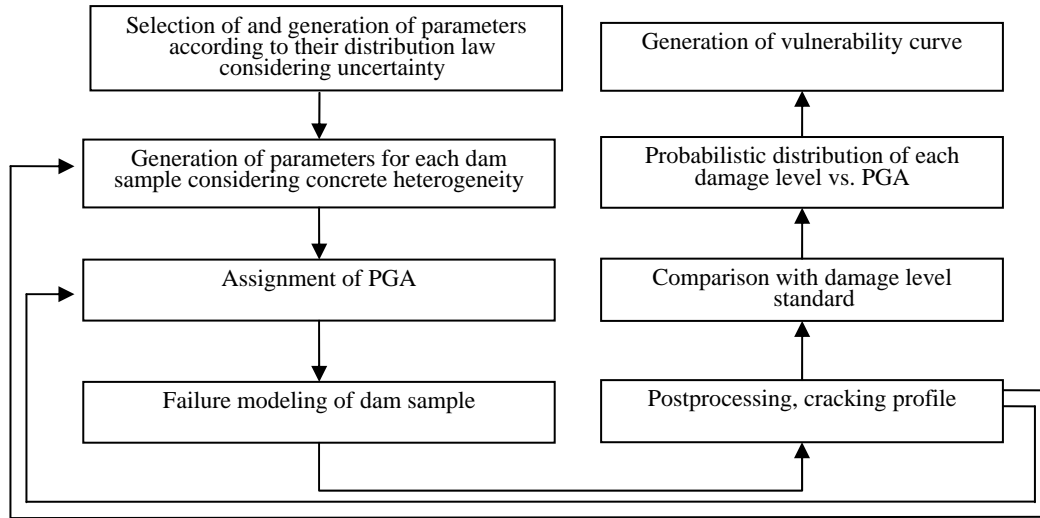 Selection of and generation of parameters
according to their distribution law
considering uncertainty
Generation of parameters for each dam
sample considering concrete heterogeneity
Assignment of PGA
Failure modeling of dam sample
Generation of vulnerability curve
Probabilistic distribution of each
damage level vs. PGA
Comparison with damage level
standard
Postprocessing, cracking profile